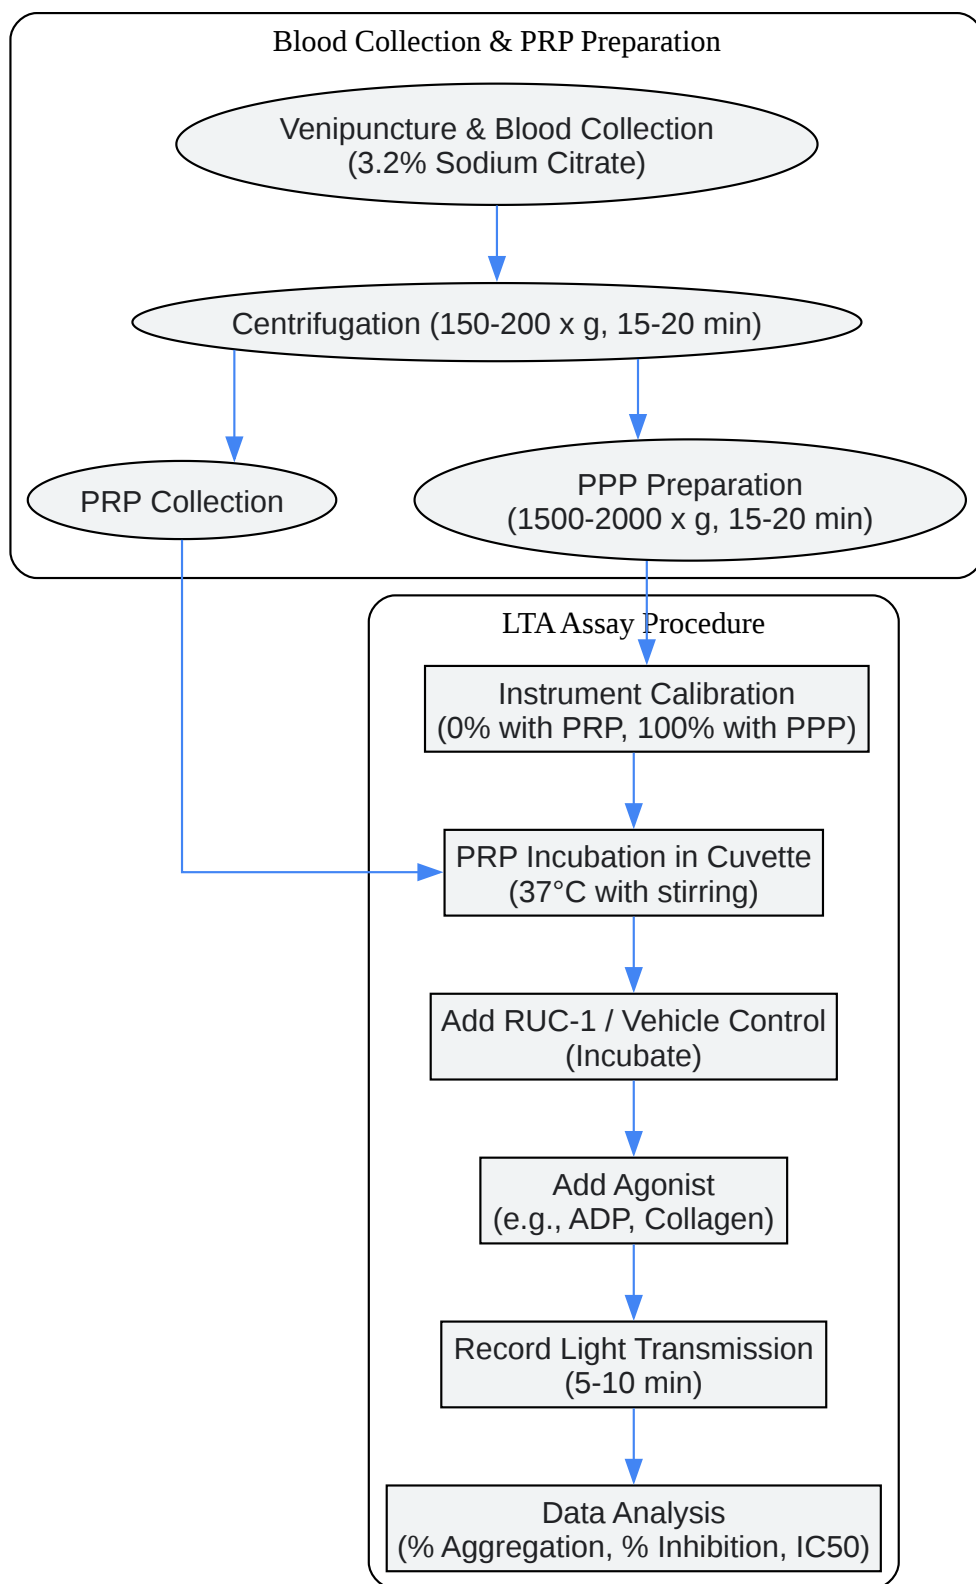 Blood Collection & PRP Preparation
Venipuncture & Blood Collection
(3.2% Sodium Citrate)
Centrifugation (150-200 x g, 15-20 min)
PRP Collection
PPP Preparation
(1500-2000 x g, 15-20 min)
LTA Assay Procedure
Instrument Calibration
(0% with PRP, 100% with PPP)
PRP Incubation in Cuvette
(37°C with stirring)
Add RUC-1 / Vehicle Control
(Incubate)
Add Agonist
(e.g., ADP, Collagen)
Record Light Transmission
(5-10 min)
Data Analysis
(% Aggregation, % Inhibition, IC50)